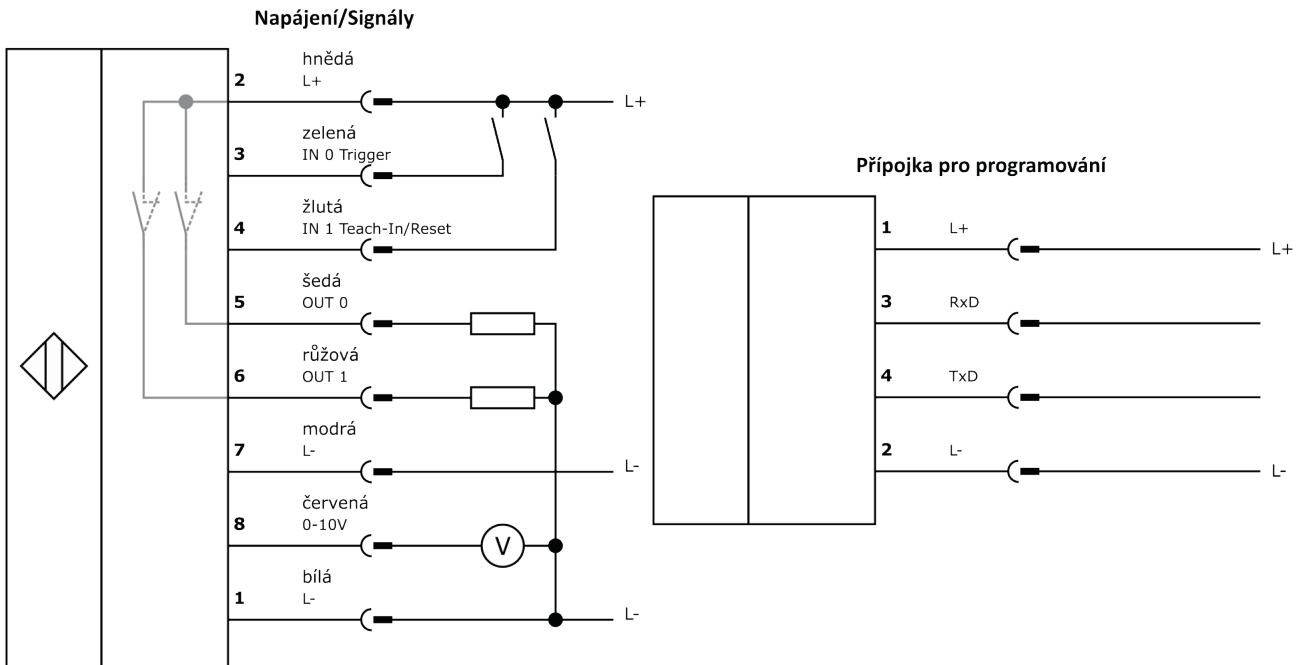 Napájení/Signály
hnědá
2 L+
L+
zelená
3 IN 0 Trigger
žlutá
4 IN 1 Teach-In/Reset
šedá
5 OUT 0
růžová
6 OUT 1
modrá
7 L-
L-
červená
8 0-10V
V
bílá
1 L-
L-
Přípojka pro programování
1 L+
L+
3 RxD
4 TxD
2 L-
L-